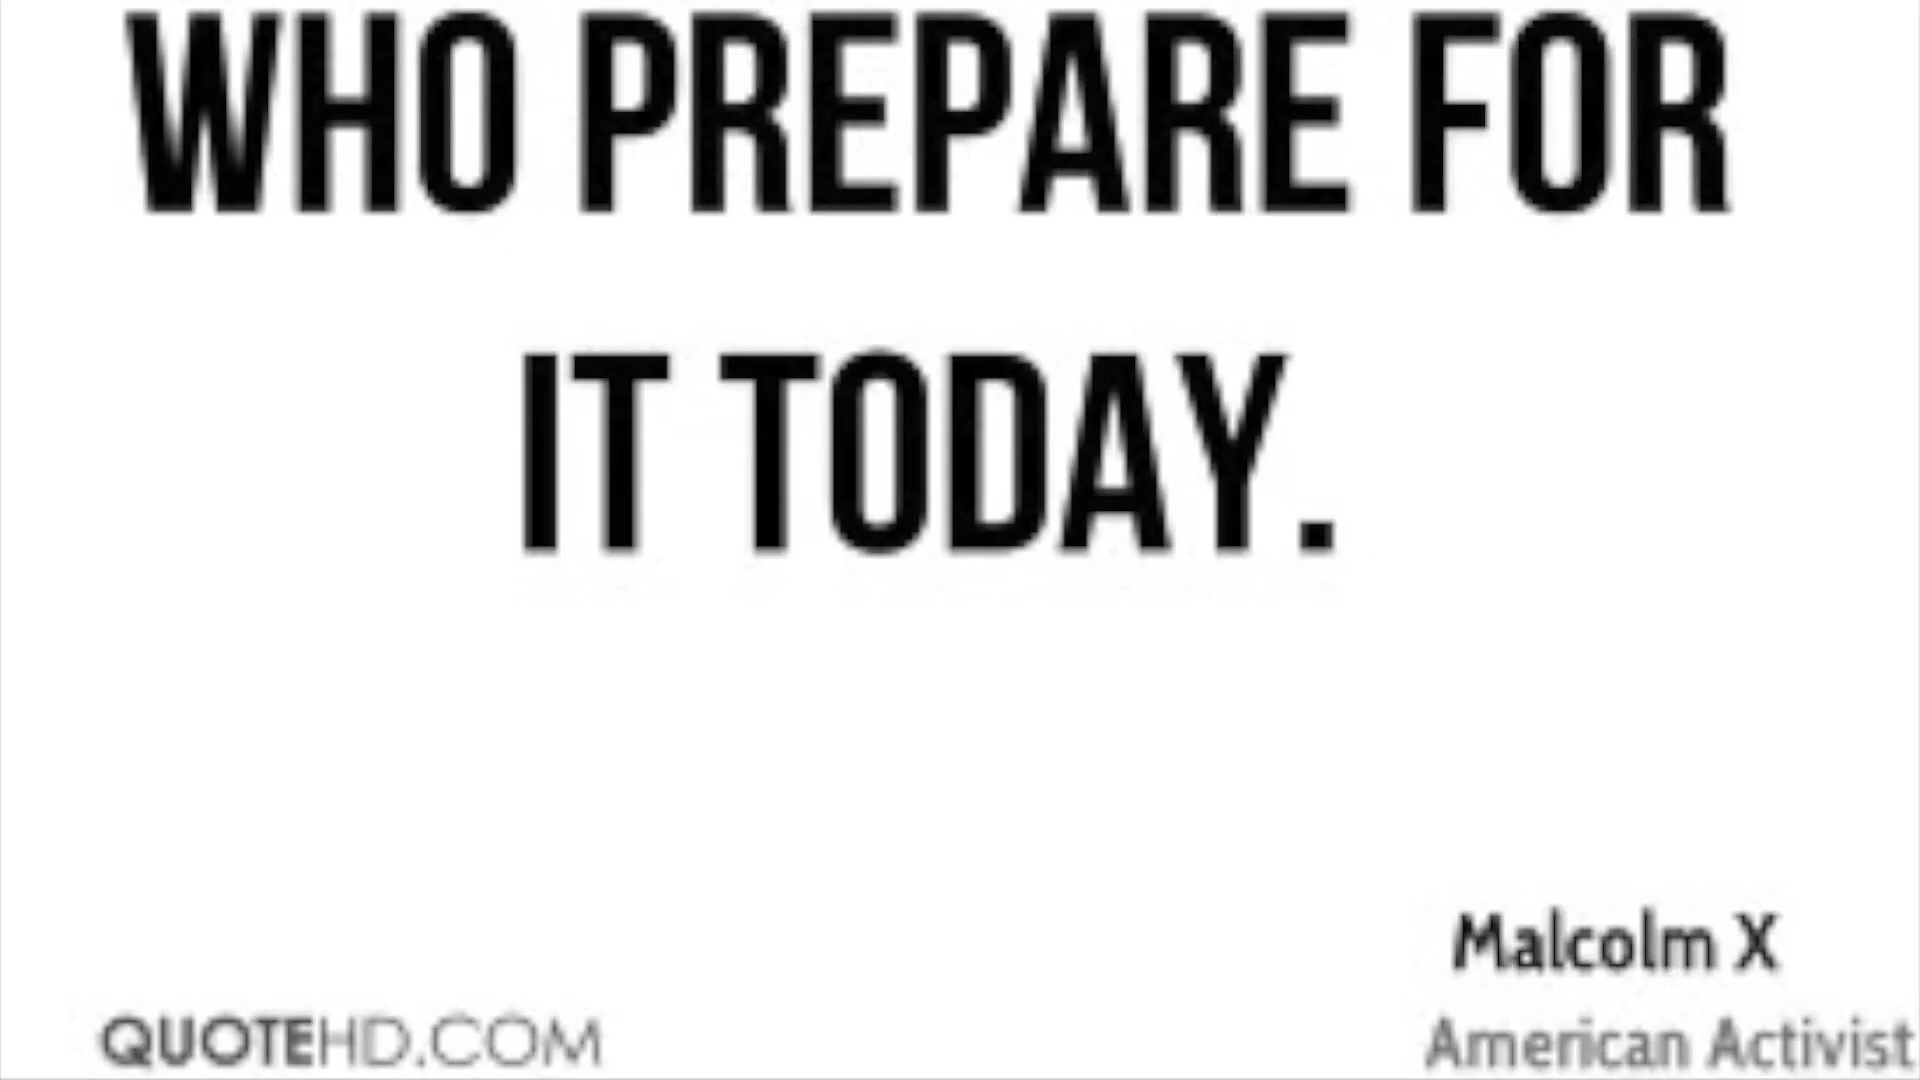 WHO PREPARE FOR
IT TODAY.
Malcolm X
QUOTEHD.COM
American Activist